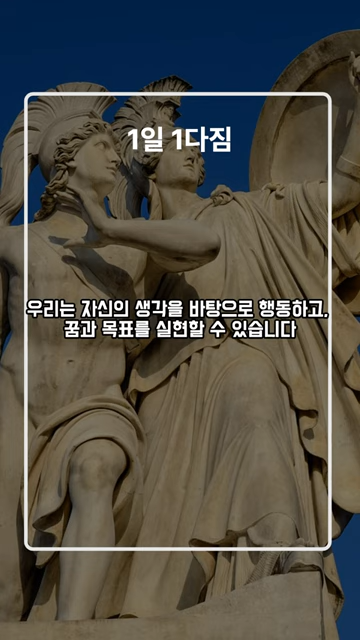 1일 1다짐
우리는 자신의 생각을 바탕으로 행동하고,
꿈과 목표를 실현할 수 있습니다